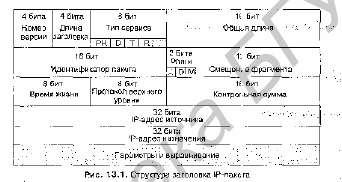 4 бита 4 бита 8 бит 16 бит
Номер Длина Тип сервиса Общая длина
версии заголовка PR D T R
16 бит 3 бита 13 бит
Идентификатор пакета Флаги Смещение фрагмента
D M
8 бит 8 бит 16 бит
Время жизни Протокол верхнего Контрольная сумма
уровня
32 бита
IP-адрес источника
32 бита
IP-адрес назначения
Параметры и выравнивание
Рис. 13.1. Структура заголовка IP-пакета